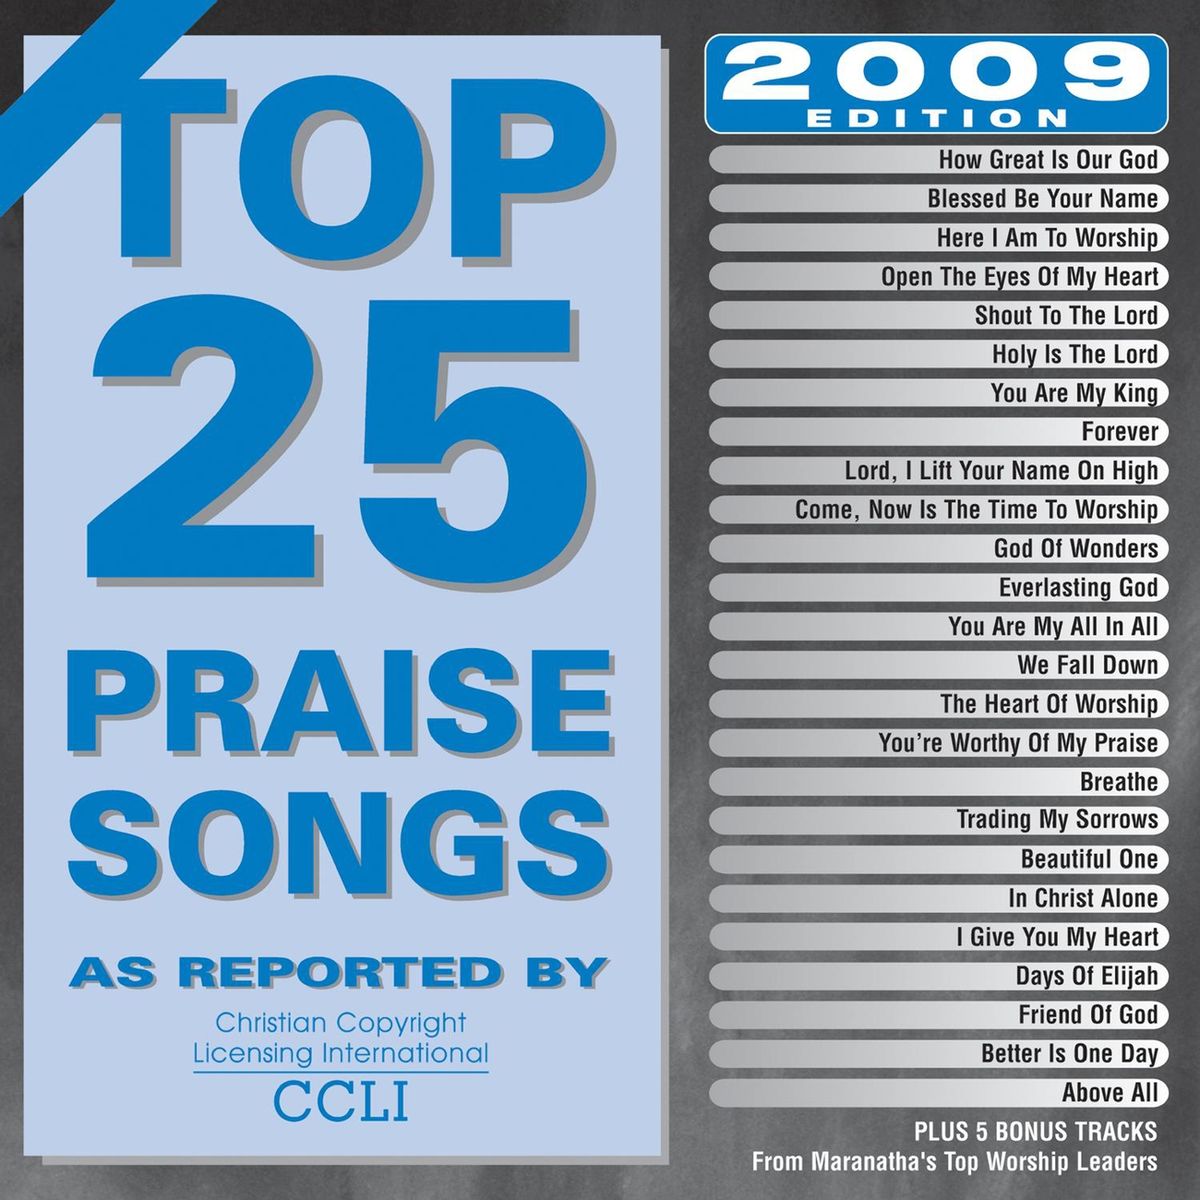 TOP
25
PRAISE
SONGS
AS REPORTED BY
Christian Copyright
Licensing International
CCLI
2009
EDITION
How Great Is Our God
Blessed Be Your Name
Here I Am To Worship
Open The Eyes Of My Heart
Shout To The Lord
Holy Is The Lord
You Are My King
Forever
Lord, I Lift Your Name On High
Come, Now Is The Time To Worship
God Of Wonders
Everlasting God
You Are My All In All
We Fall Down
The Heart Of Worship
You're Worthy Of My Praise
Breathe
Trading My Sorrows
Beautiful One
In Christ Alone
I Give You My Heart
Days Of Elijah
Friend Of God
Better Is One Day
Above All
PLUS 5 BONUS TRACKS
From Maranatha's Top Worship Leaders